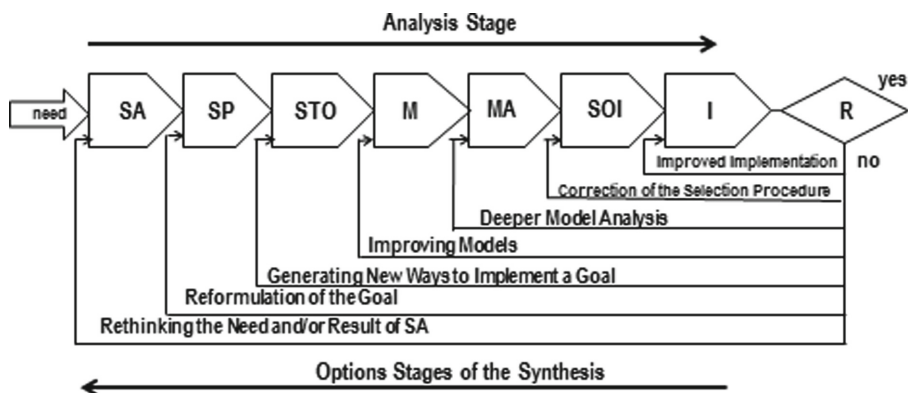 Analysis Stage
need
SA
SP
STO
M
MA
SOI
I
R
yes
no
Improved Implementation
Correction of the Selection Procedure
Deeper Model Analysis
Improving Models
Generating New Ways to Implement a Goal
Reformulation of the Goal
Rethinking the Need and/or Result of SA
Options Stages of the Synthesis